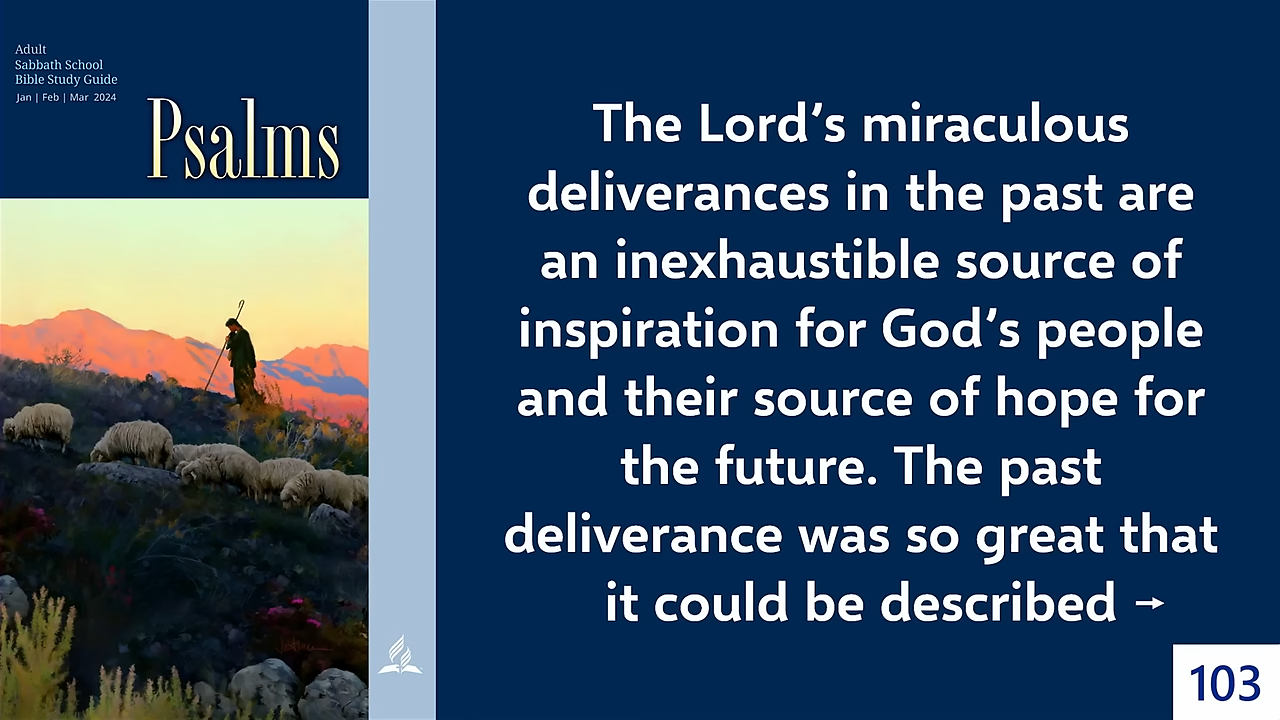 Adult
Sabbath School
Bible Study Guide
Jan | Feb | Mar 2024
Psalms
The Lord’s miraculous
deliverances in the past are
an inexhaustible source of
inspiration for God’s people
and their source of hope for
the future. The past
deliverance was so great that
it could be described →
103